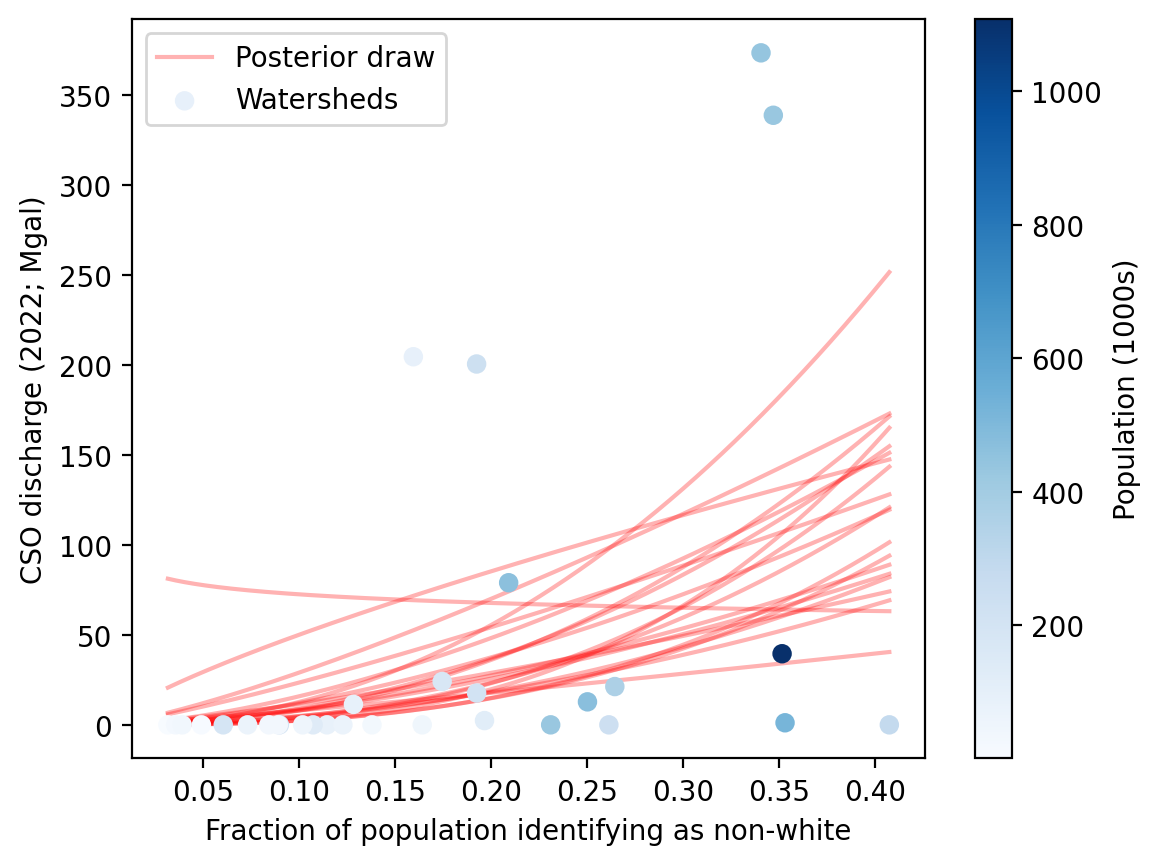 Posterior draw
Watersheds
CSO discharge (2022; Mgal)
350
300
250
200
150
100
50
0
0.05 0.10 0.15 0.20 0.25 0.30 0.35 0.40
Fraction of population identifying as non-white
1000
800
600
400
200
Population (1000s)